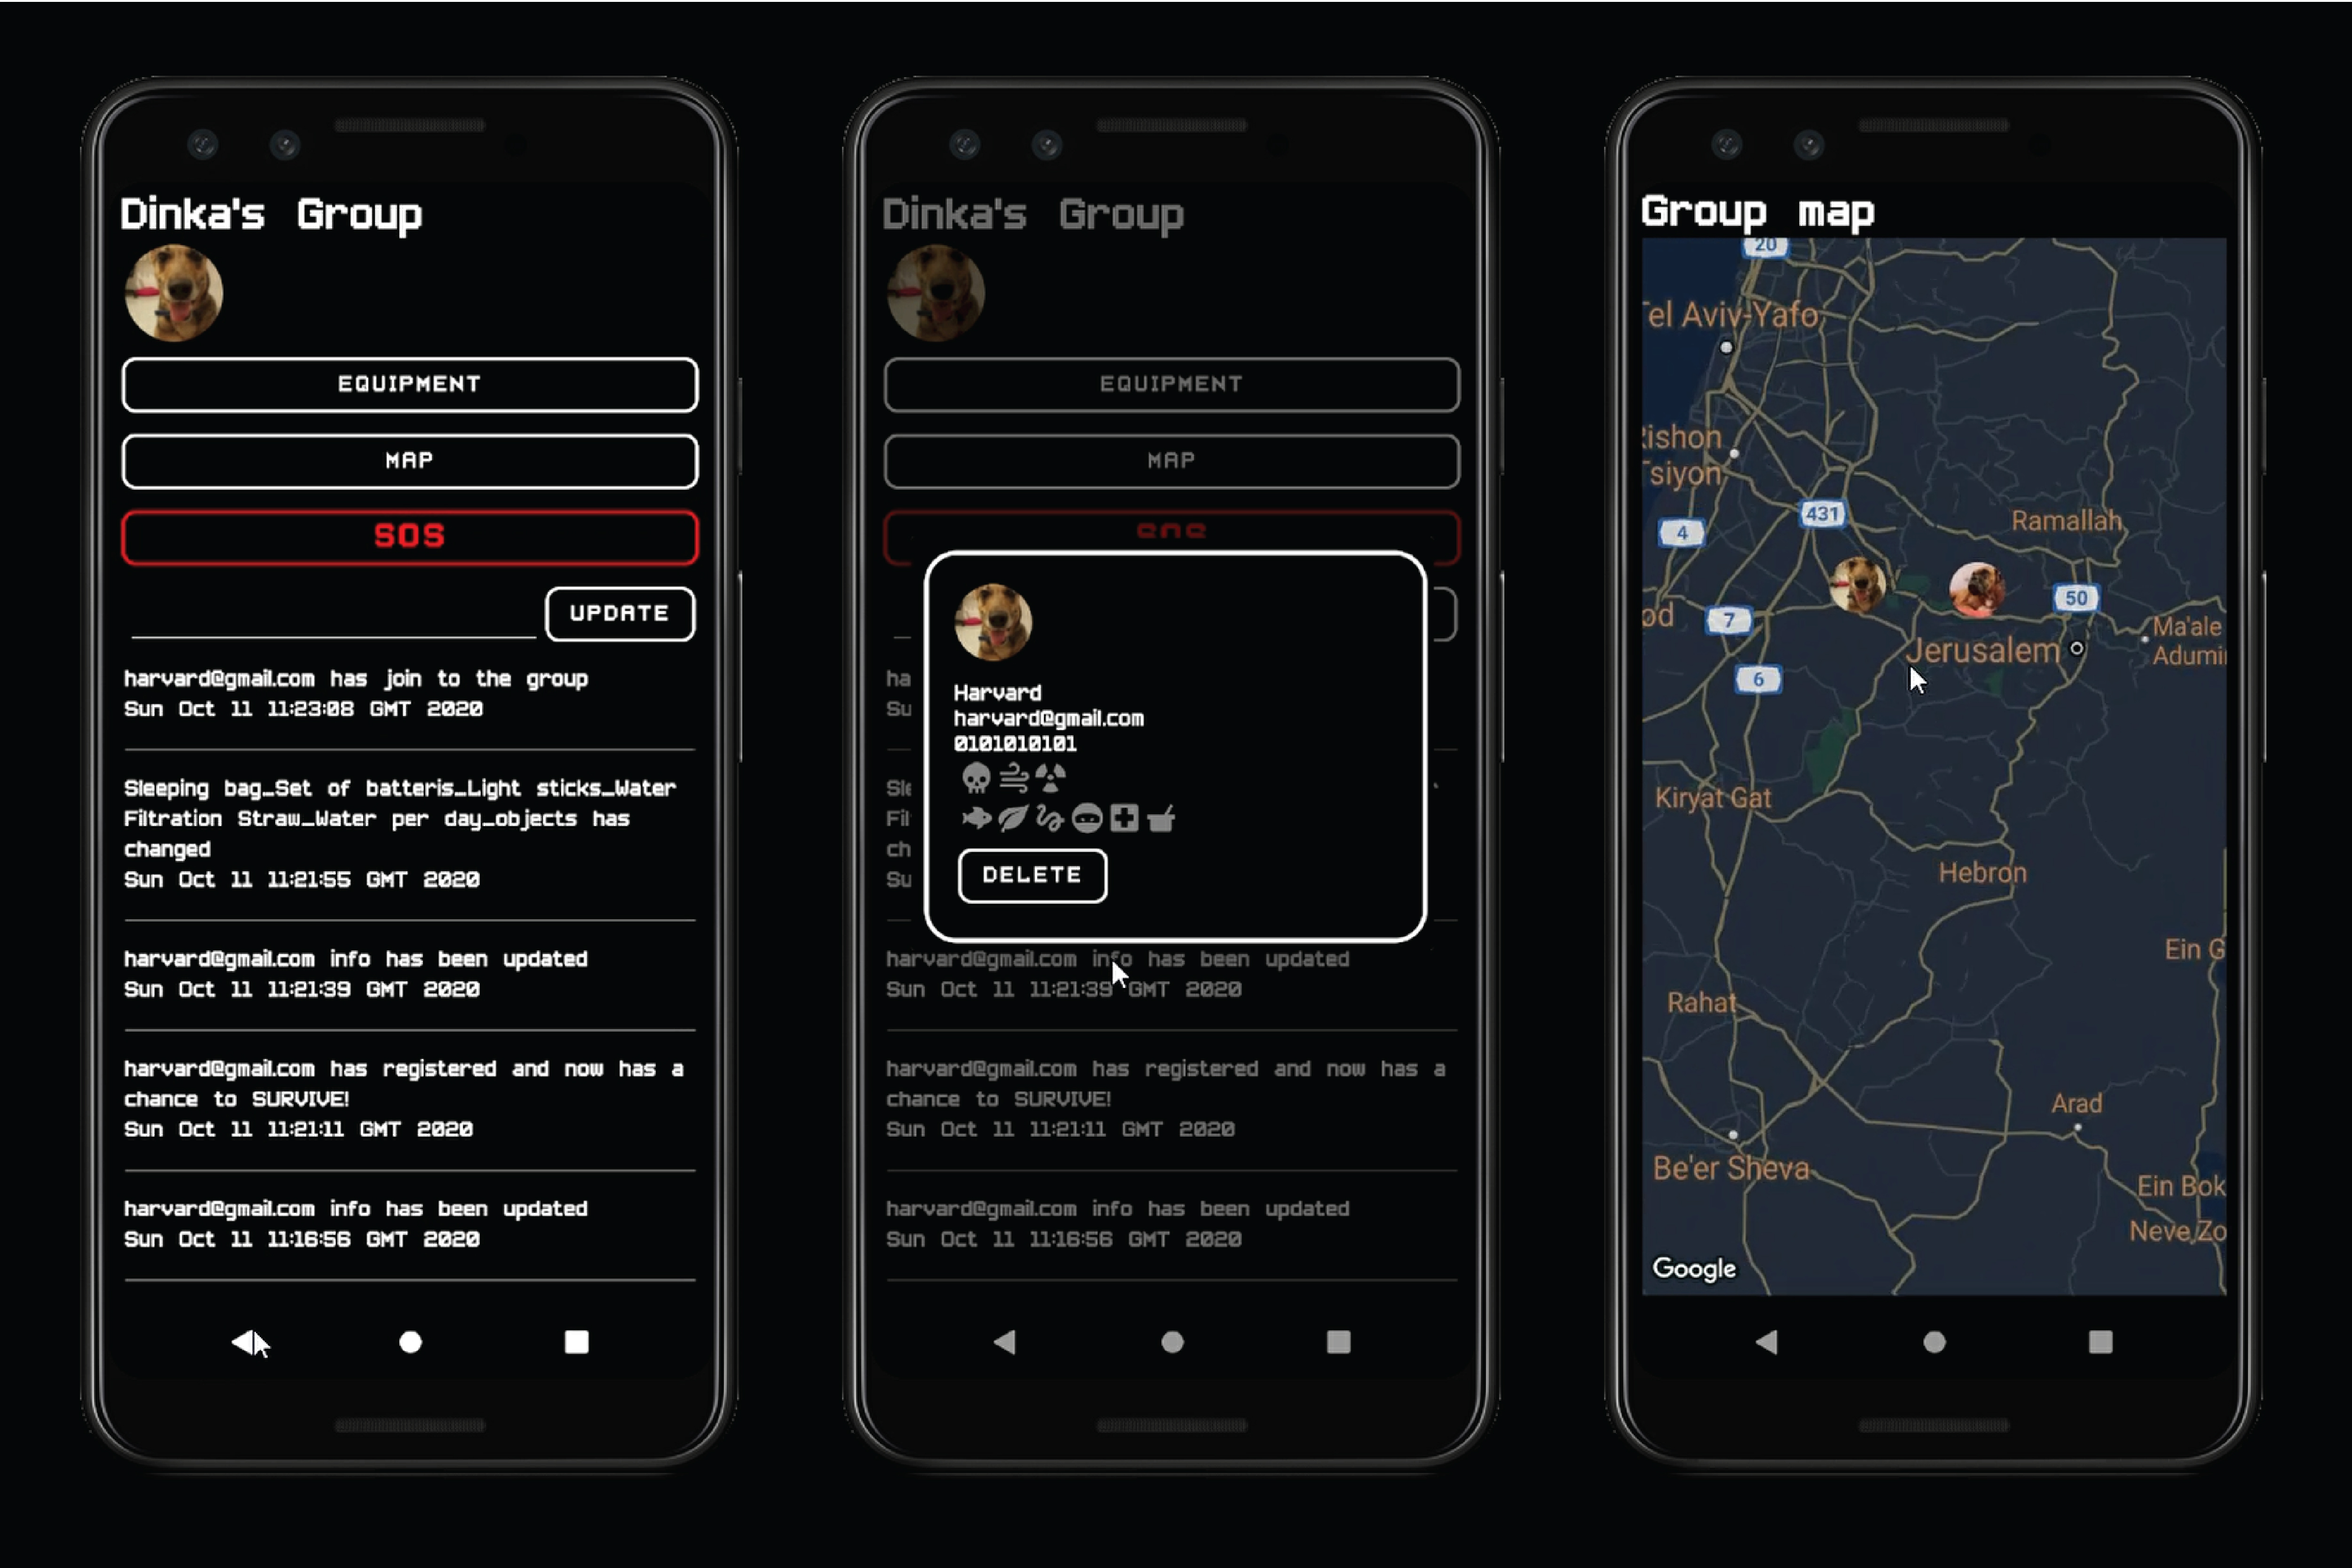 Dinka's Group
EQUIPMENT
MAP
SOS
UPDATE
harvard@gmail.com has join to the group
Sun Oct 11 11:23:08 GMT 2020
Sleeping bag_Set of batteris_Light sticks_Water
Filtration Straw_Water per day_objects has
changed
Sun Oct 11 11:21:55 GMT 2020
harvard@gmail.com info has been updated
Sun Oct 11 11:21:39 GMT 2020
harvard@gmail.com has registered and now has a
chance to SURVIVE!
Sun Oct 11 11:21:11 GMT 2020
harvard@gmail.com info has been updated
Sun Oct 11 11:16:56 GMT 2020
Dinka's Group
EQUIPMENT
MAP
SOS
Harvard
harvard@gmail.com
0101010101
DELETE
ha
Su
Sle
Fil
ch
Su
harvard@gmail.com info has been updated
Sun Oct 11 11:21:39 GMT 2020
harvard@gmail.com has registered and now has a
chance to SURVIVE!
Sun Oct 11 11:21:11 GMT 2020
harvard@gmail.com info has been updated
Sun Oct 11 11:16:56 GMT 2020
Group map
20
Tel Aviv-Yafo
Rishon
Tsiyon
431
4
Ramallah
50
od
7
Ma'ale
Adumi
Jerusalem
6
Kiryat Gat
Hebron
Ein G
Rahat
Arad
Be'er Sheva
Ein Bok
Neve Zo
Google